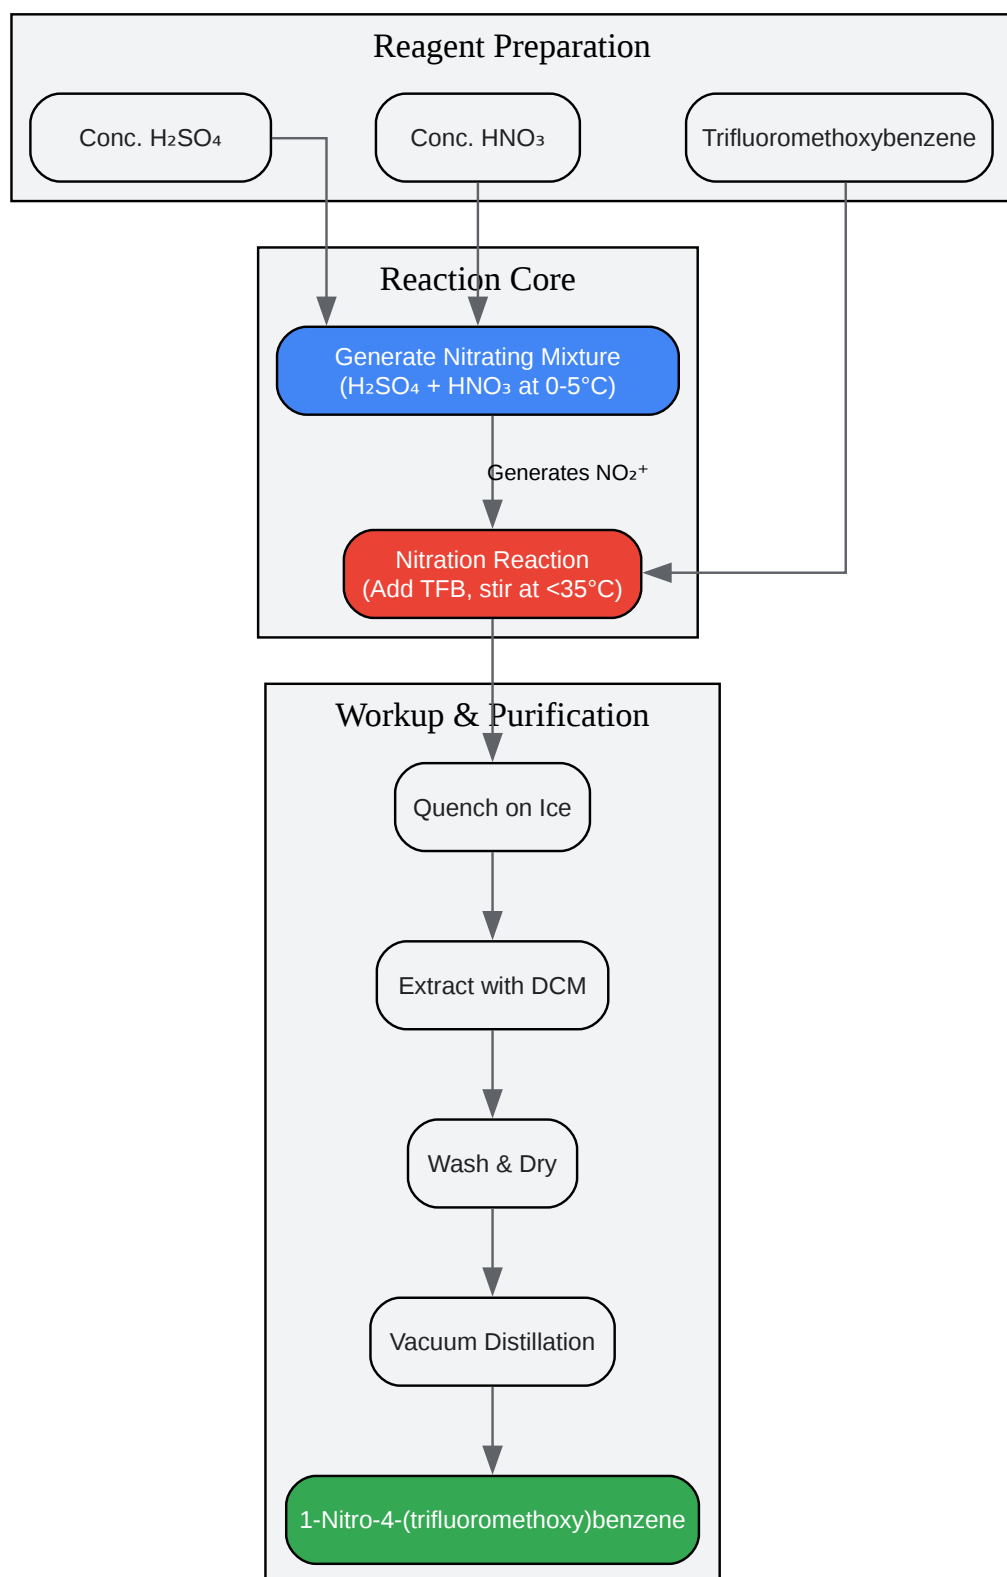 Reagent Preparation
Conc. H₂SO₄
Conc. HNO₃
Trifluoromethoxybenzene
Reaction Core
Generate Nitrating Mixture
(H₂SO₄ + HNO₃ at 0-5°C)
Generates NO₂⁺
Nitration Reaction
(Add TFB, stir at <35°C)
Workup & Purification
Quench on Ice
Extract with DCM
Wash & Dry
Vacuum Distillation
1-Nitro-4-(trifluoromethoxy)benzene